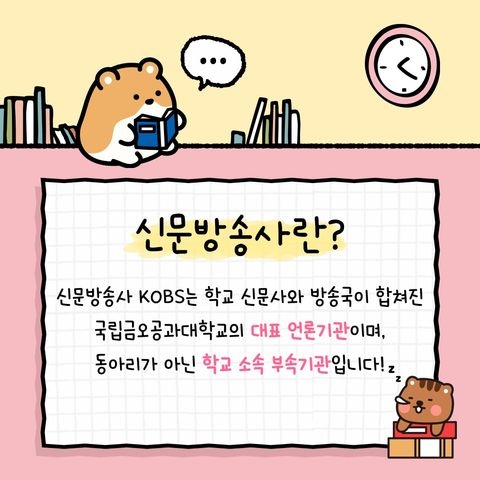 ...
신문방송사란?
신문방송사 KOBS는 학교 신문사와 방송국이 합쳐진
국립금오공과대학교의 대표 언론기관이며,
동아리가 아닌 학교 소속 부속기관입니다!
z
z